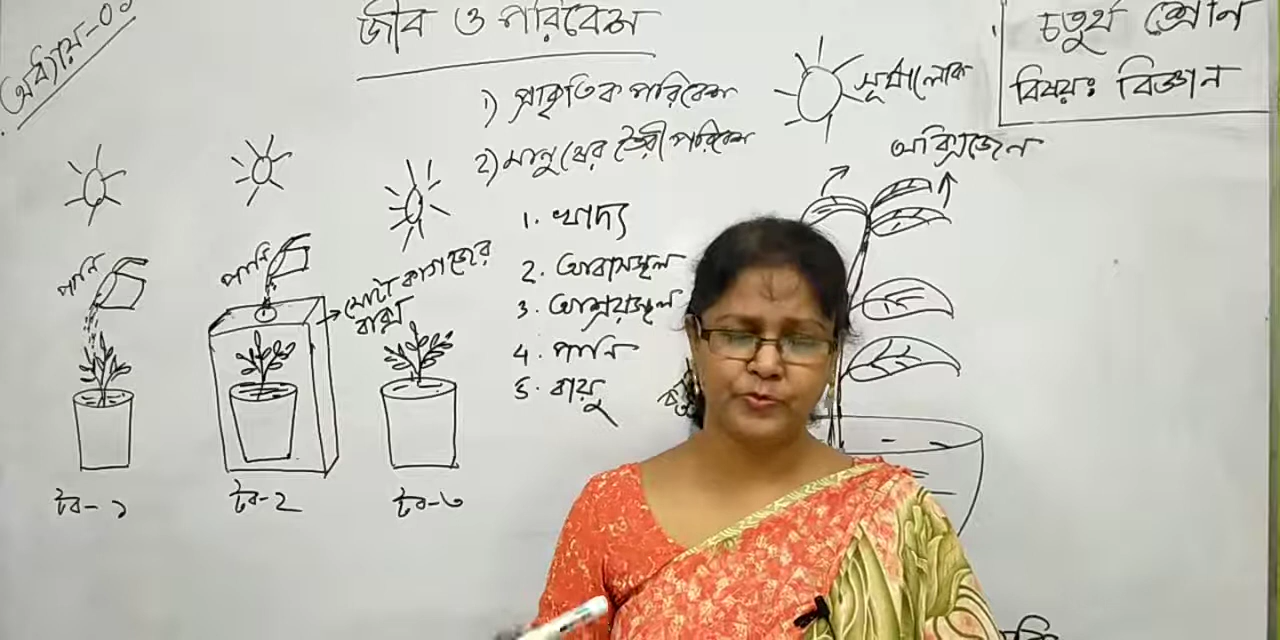 অধ্যায়-০১
জীব ও পরিবেশ
চতুর্থ শ্রেনি
বিষয়ঃ বিজ্ঞান
১) প্রাকৃতিক পরিবেশ
২) মানুষের তৈরী পরিবেশ
১. খাদ্য
২. আবাসস্থল
৩. আশ্রয়স্থল
৪. পানি
৫. বায়ু
সূর্যালোক
অক্সিজেন
পানি
পানি
মোটা কাগজের
বাক্স
টব-১
টব-২
টব-৩